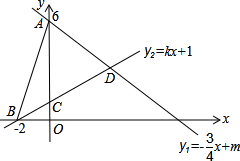 y
A 6
y₂=kx+1
D
C
B
-2 O x
y₁=-3/4x+m